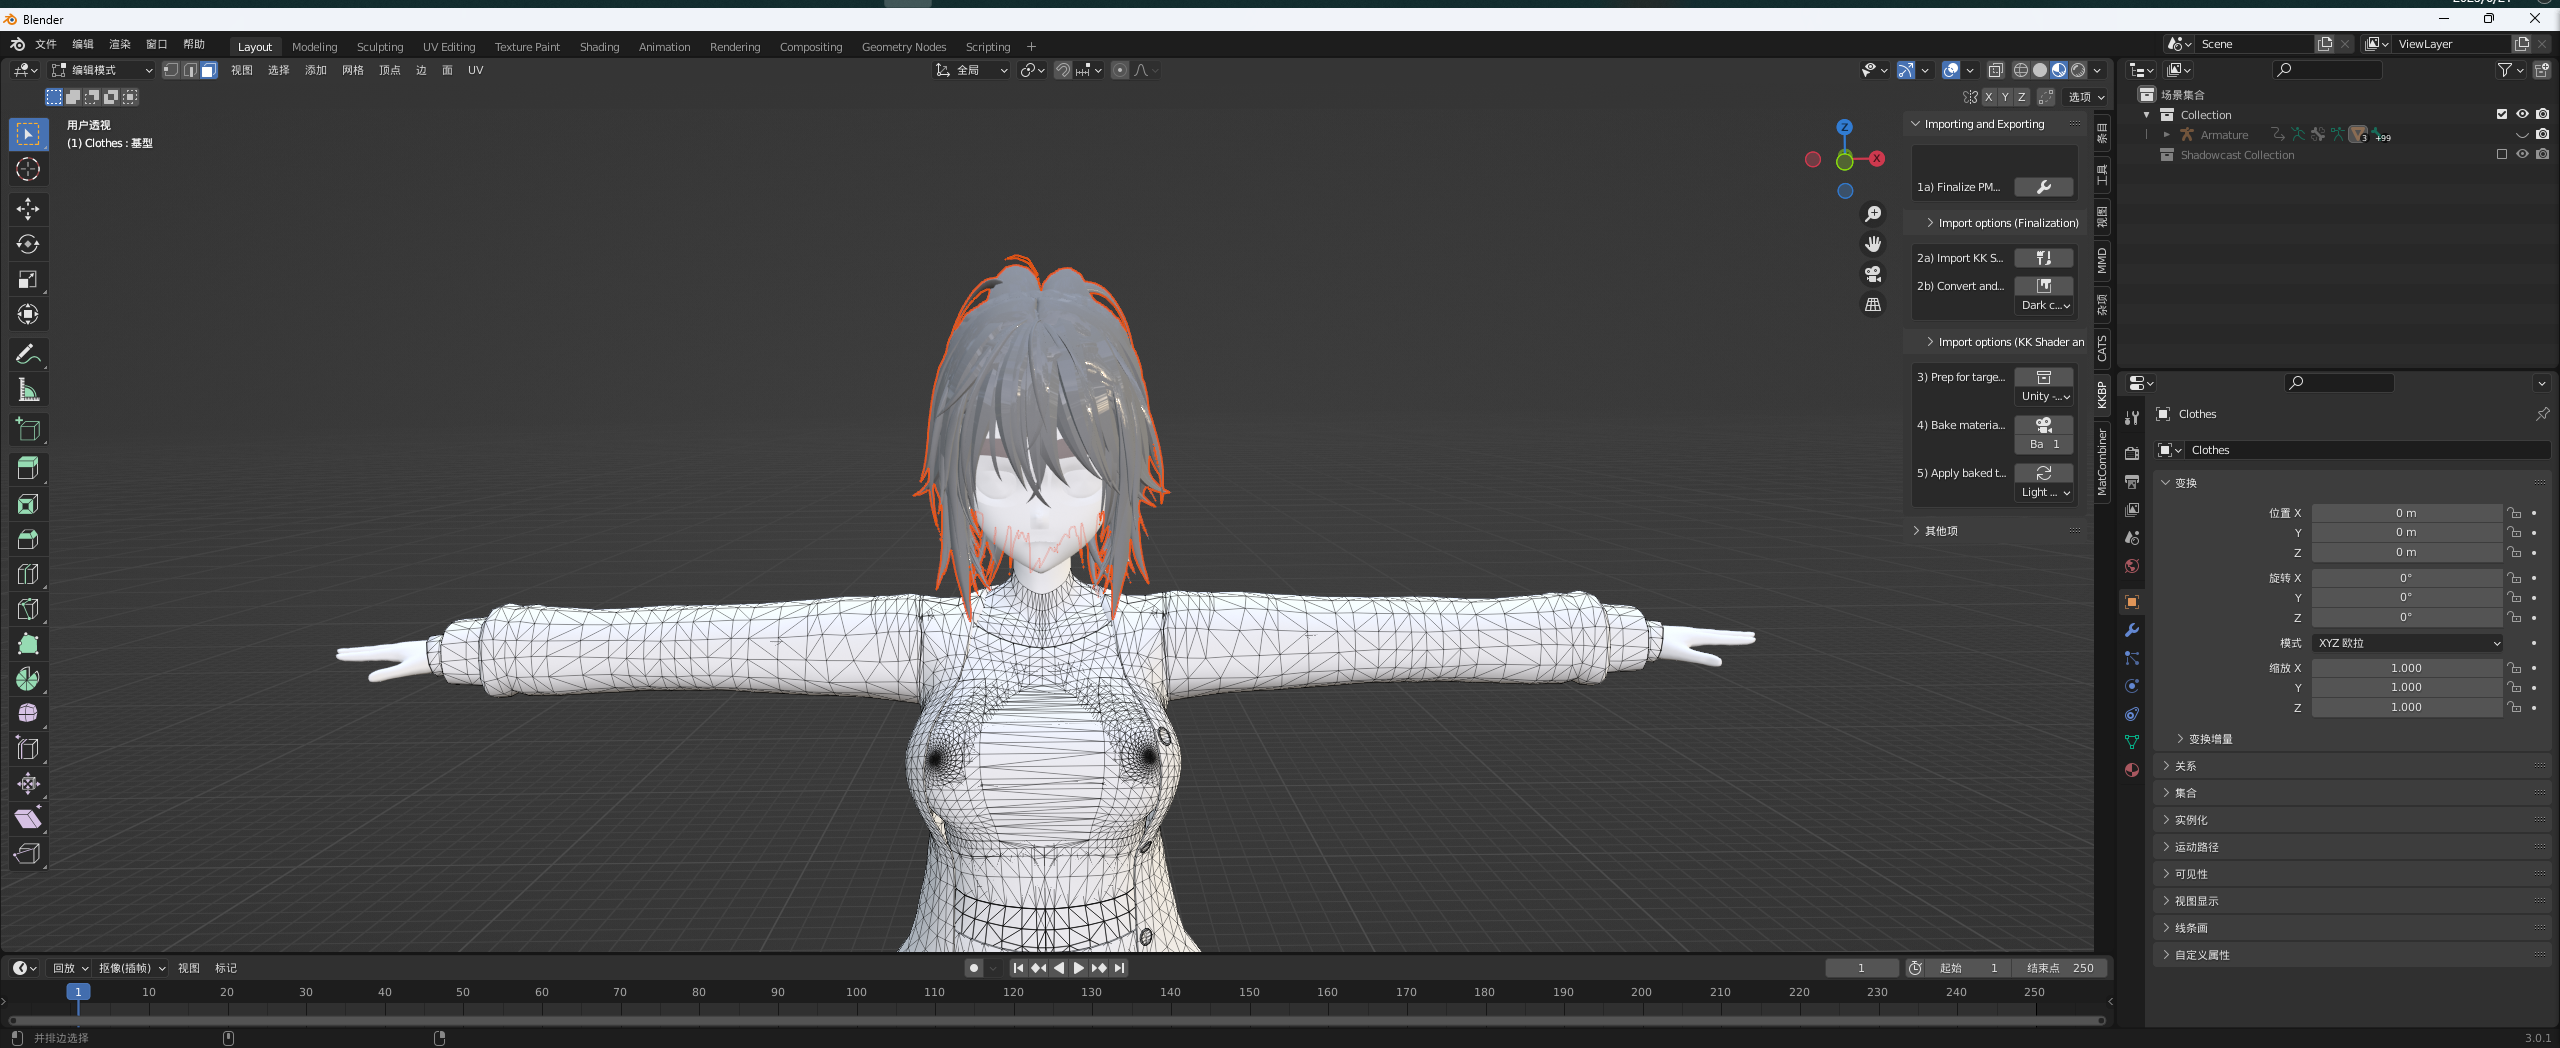 Blender
文件 编辑 渲染 窗口 帮助 Layout Modeling Sculpting UV Editing Texture Paint Shading Animation Rendering Compositing Geometry Nodes Scripting + Scene ViewLayer
编辑模式 视图 选择 添加 网格 顶点 边 面 UV 全局
X Y Z 选项
用户透视
(1) Clothes : 基型
Z
X
Importing and Exporting
1a) Finalize PM...
Import options (Finalization)
2a) Import KK S...
2b) Convert and...
Dark c...
Import options (KK Shader an
3) Prep for targe...
Unity -...
4) Bake materia...
Ba 1
5) Apply baked t...
Light ...
其他项
条目
工具
视图
MMD
杂项
CATS
KKBP
MatCombiner
场景集合
Collection
Armature 3 +99
Shadowcast Collection
Clothes
Clothes
变换
位置 X 0 m
Y 0 m
Z 0 m
旋转 X 0°
Y 0°
Z 0°
模式 XYZ 欧拉
缩放 X 1.000
Y 1.000
Z 1.000
变换增量
关系
集合
实例化
运动路径
可见性
视图显示
线条画
自定义属性
回放 抠像(插帧) 视图 标记 1 起始 1 结束点 250
1 10 20 30 40 50 60 70 80 90 100 110 120 130 140 150 160 170 180 190 200 210 220 230 240 250
并排边选择
3.0.1